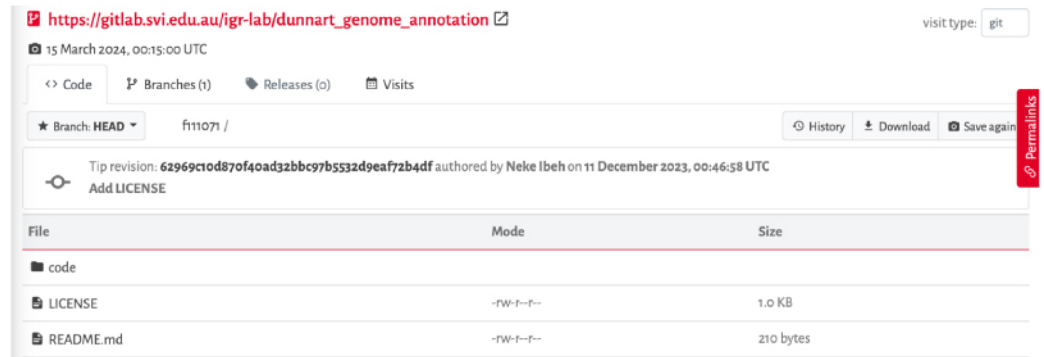 https://gitlab.svi.edu.au/igr-lab/dunnart_genome_annotation visit type: git
15 March 2024, 00:15:00 UTC
<> Code Branches (1) Releases (0) Visits
Branch: HEAD f111071 / History Download Save again
Permalinks
Tip revision: 62969c10d870f40ad32bbc97b5532d9eaf72b4df authored by Neke Ibeh on 11 December 2023, 00:46:58 UTC
Add LICENSE
File Mode Size
code
LICENSE -rw-r--r-- 1.0 KB
README.md -rw-r--r-- 210 bytes